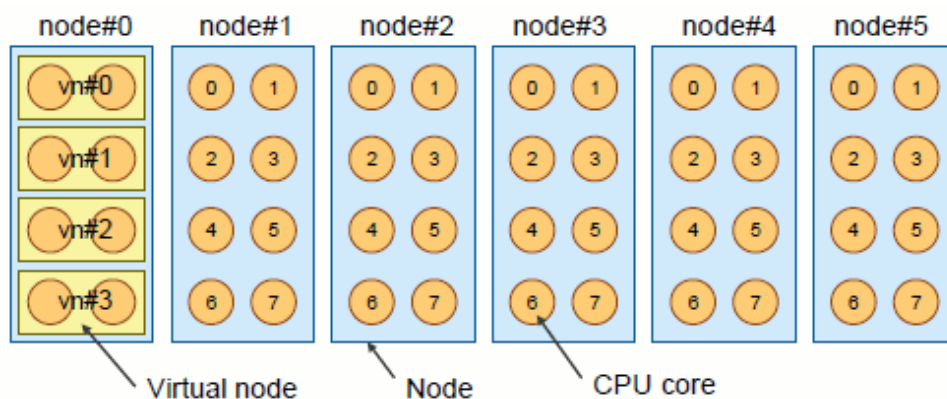 node#0 node#1 node#2 node#3 node#4 node#5
vn#0 0 1 0 1 0 1 0 1 0 1
vn#1 2 3 2 3 2 3 2 3 2 3
vn#2 4 5 4 5 4 5 4 5 4 5
vn#3 6 7 6 7 6 7 6 7 6 7
Virtual node Node CPU core